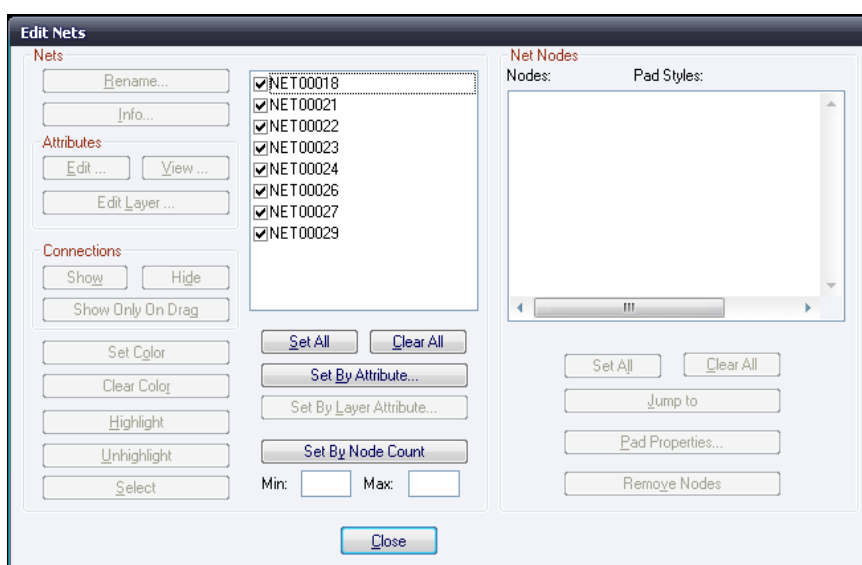 Edit Nets
Nets
Rename...
Info...
Attributes
Edit ... View ...
Edit Layer ...
Connections
Show Hide
Show Only On Drag
Set Color
Clear Color
Highlight
Unhighlight
Select
NET00018
NET00021
NET00022
NET00023
NET00024
NET00026
NET00027
NET00029
Set All Clear All
Set By Attribute...
Set By Layer Attribute...
Set By Node Count
Min: Max:
Net Nodes
Nodes: Pad Styles:
Set All Clear All
Jump to
Pad Properties...
Remove Nodes
Close